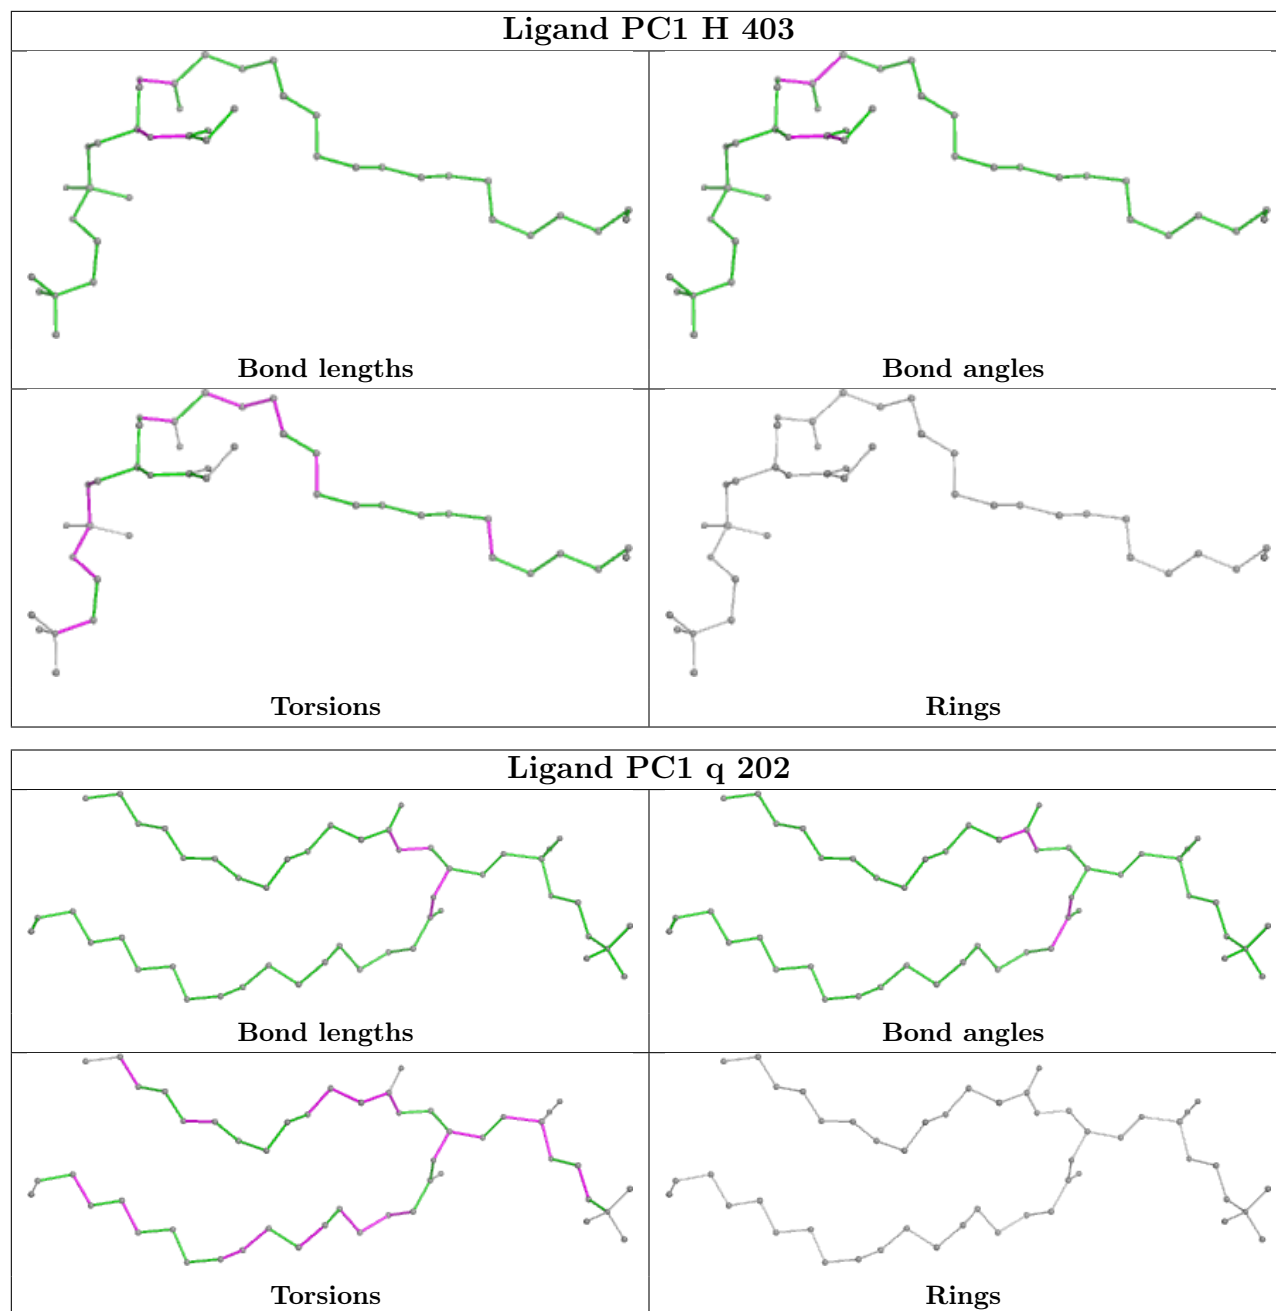 Ligand PC1 H 403
Bond lengths
Bond angles
Torsions
Rings
Ligand PC1 q 202
Bond lengths
Bond angles
Torsions
Rings